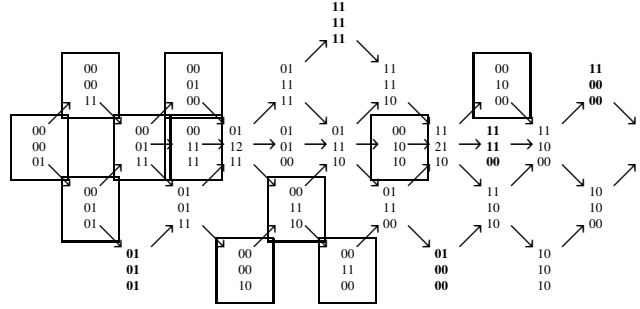 11
11
11
00 00 01 11 00 11
00 01 11 11 10 00
11 00 11 10 00 00
00 00 00 01 01 01 00 11 11 11
00 01 11 12 01 11 10 21 11 10
01 11 11 11 00 10 10 10 00 00
00 01 00 01 11 10
01 01 11 11 10 10
01 11 10 00 10 00
01 00 00 01 10
01 00 11 00 10
01 10 00 00 10